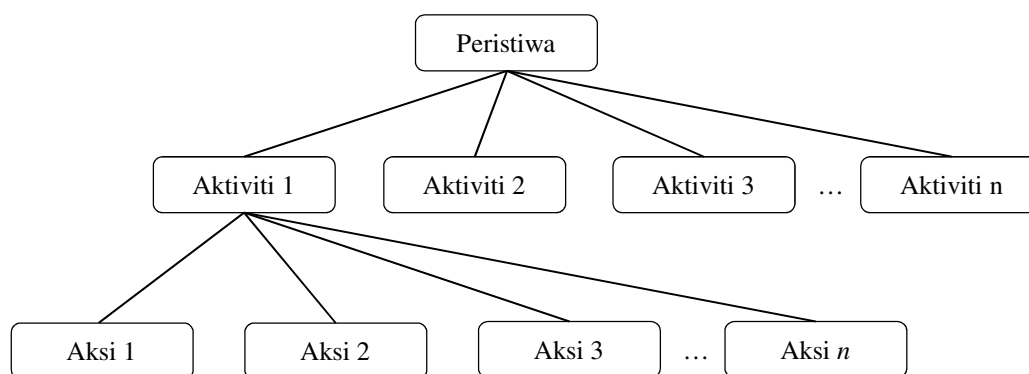 Peristiwa
Aktiviti 1 Aktiviti 2 Aktiviti 3 … Aktiviti n
Aksi 1 Aksi 2 Aksi 3 … Aksi n